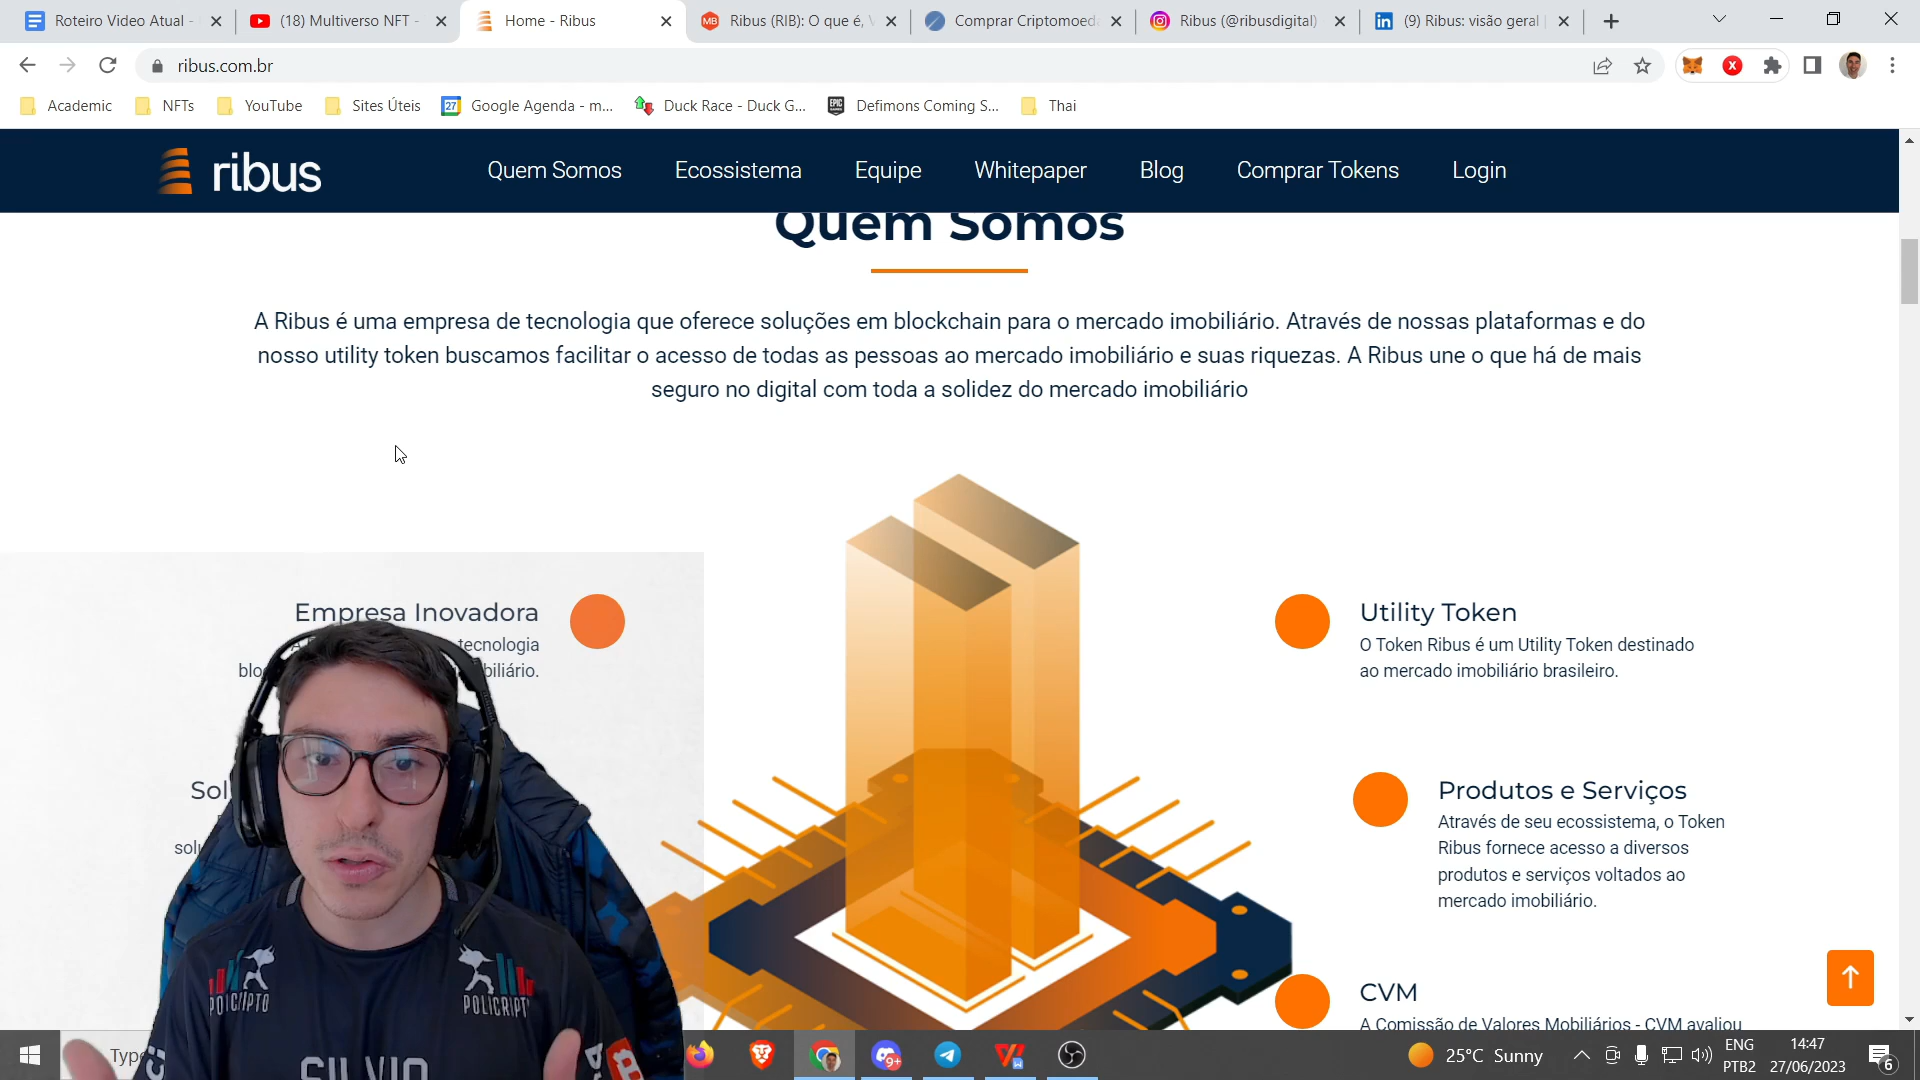 Roteiro Video Atual -
(18) Multiverso NFT -
Home - Ribus
Ribus (RIB): O que é,
Comprar Criptomoed
Ribus (@ribusdigital)
(9) Ribus: visão geral
ribus.com.br
Academic
NFTs
YouTube
Sites Úteis
Google Agenda - m...
Duck Race - Duck G...
Defimons Coming S...
Thai
ribus
Quem Somos
Ecossistema
Equipe
Whitepaper
Blog
Comprar Tokens
Login
Quem Somos
A Ribus é uma empresa de tecnologia que oferece soluções em blockchain para o mercado imobiliário. Através de nossas plataformas e do
nosso utility token buscamos facilitar o acesso de todas as pessoas ao mercado imobiliário e suas riquezas. A Ribus une o que há de mais
seguro no digital com toda a solidez do mercado imobiliário
Empresa Inovadora
tecnologia
Utility Token
O Token Ribus é um Utility Token destinado
ao mercado imobiliário brasileiro.
Produtos e Serviços
Através de seu ecossistema, o Token
Ribus fornece acesso a diversos
produtos e serviços voltados ao
mercado imobiliário.
CVM
A Comissão de Valores Mobiliários - CVM avaliou
POLICRIPTO
POLICRIPT
SILVIO
Type
9+
25°C Sunny
ENG
PTB2
14:47
27/06/2023
6